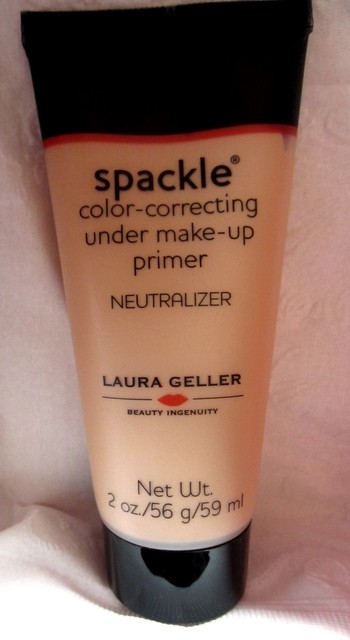 spackle®
color-correcting
under make-up
primer
NEUTRALIZER
LAURA GELLER
BEAUTY INGENUITY
Net Wt.
2 oz./56 g/59 ml